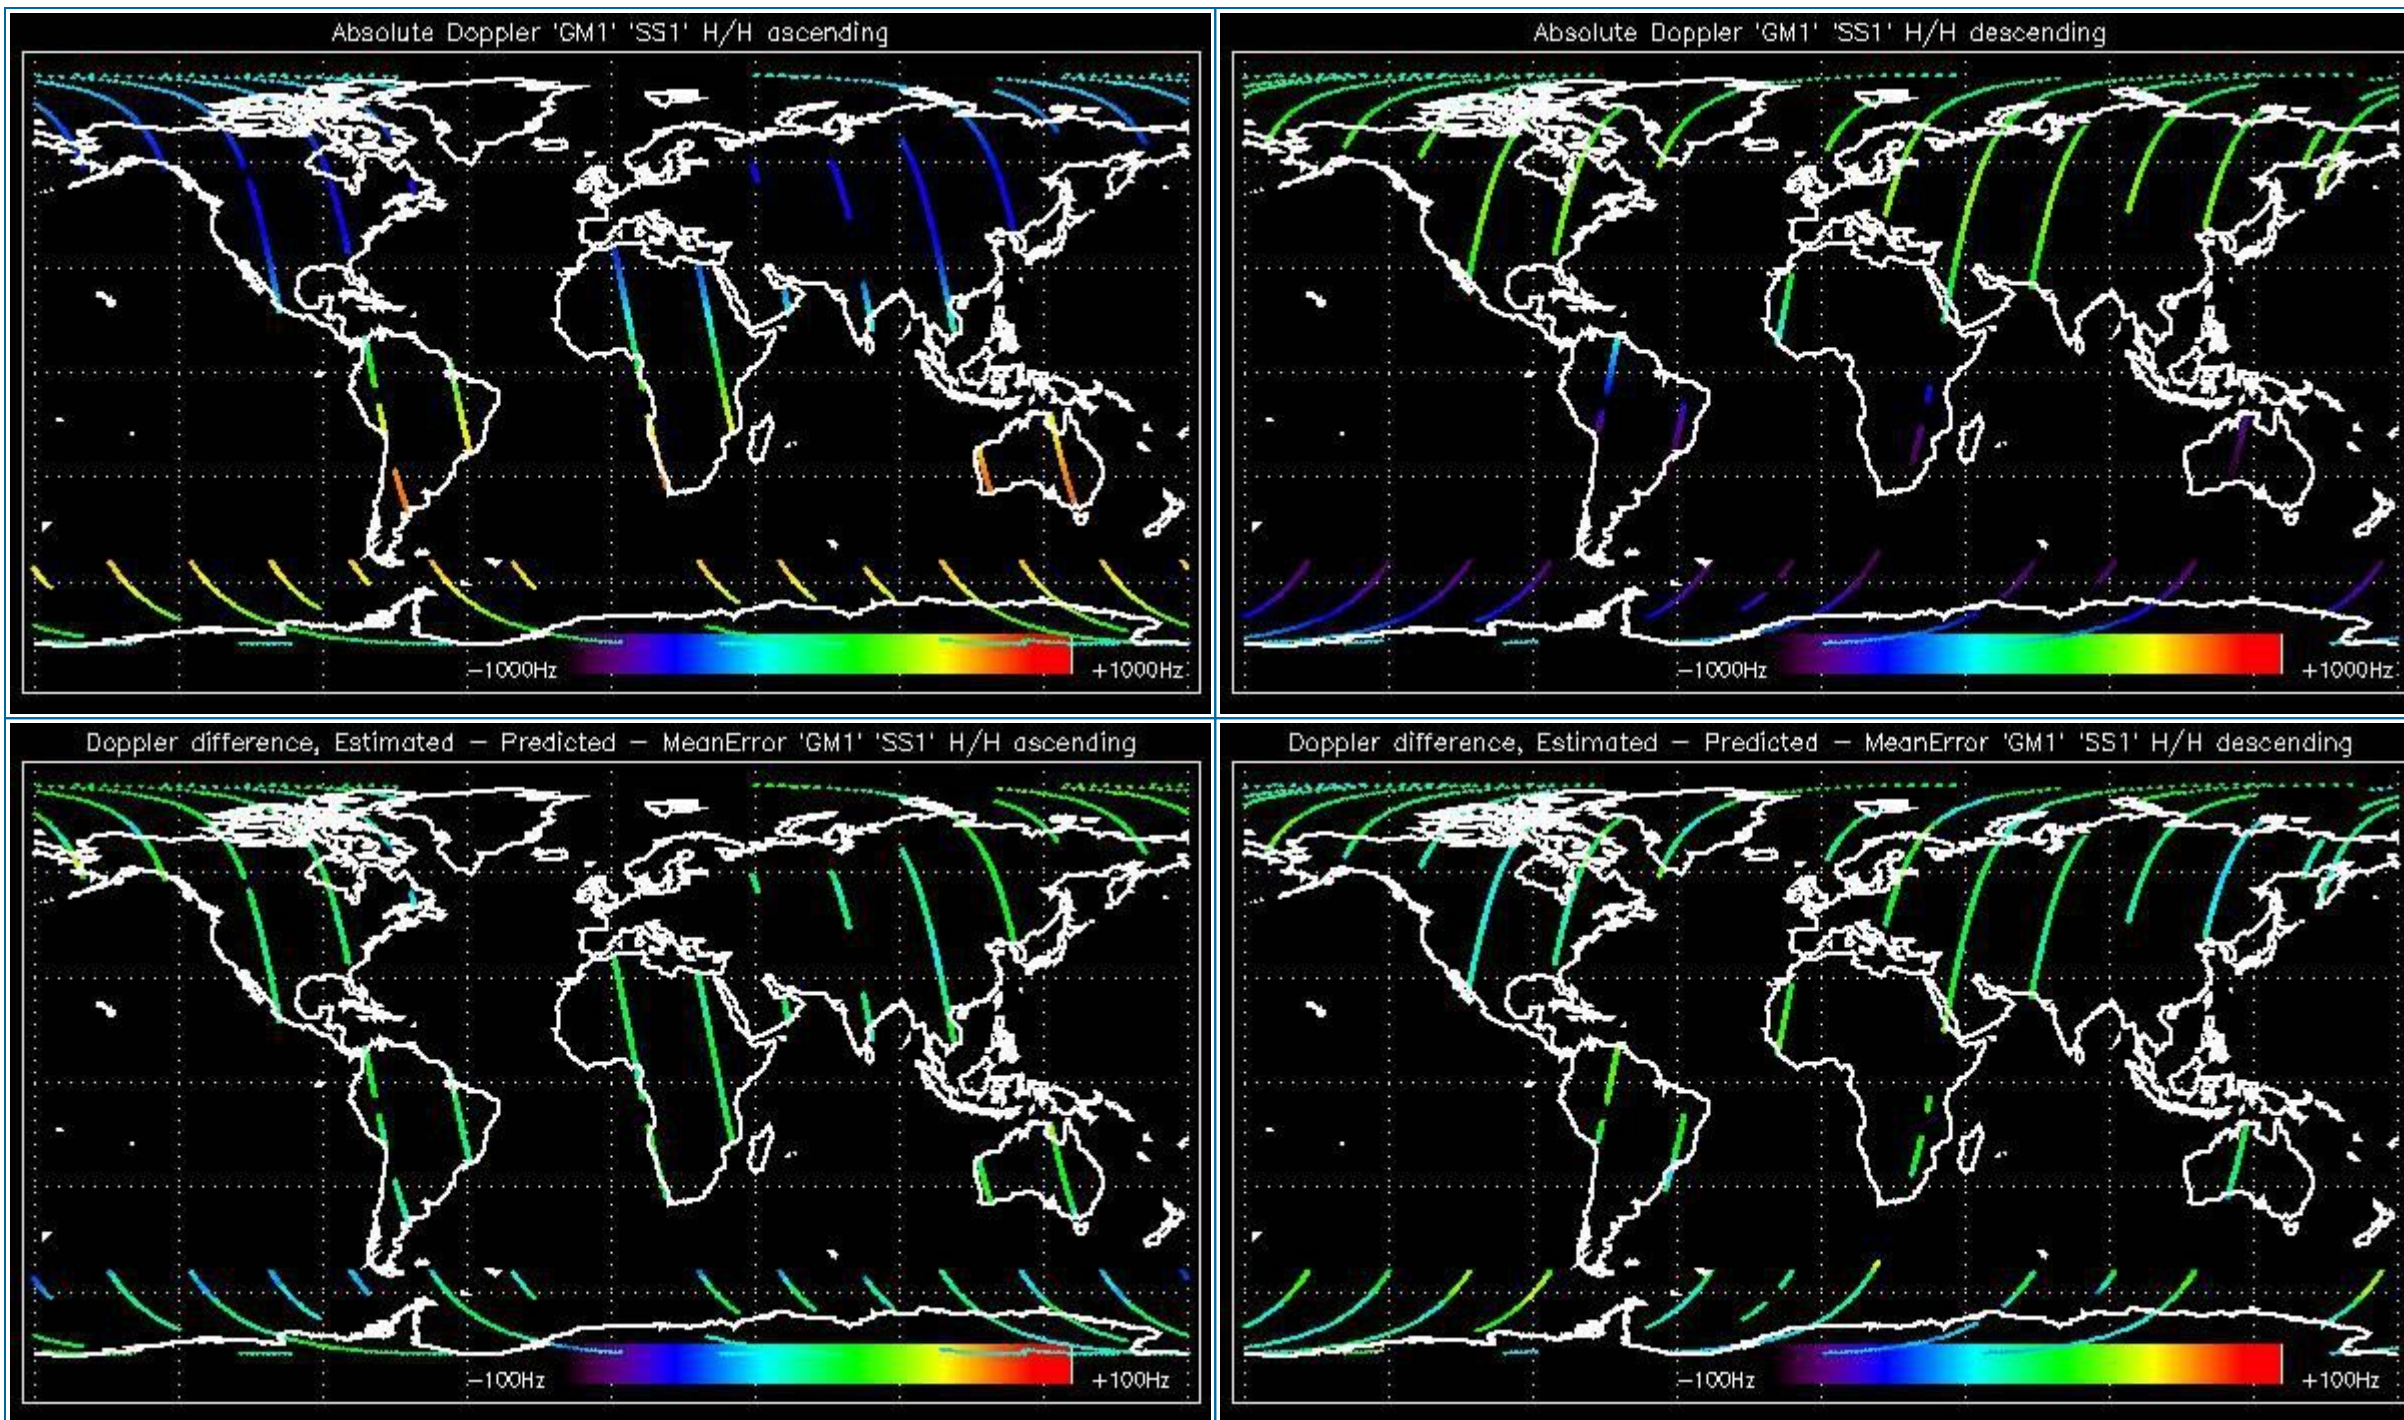 Absolute Doppler 'GM1' 'SS1' H/H ascending
-1000Hz
+1000Hz
Absolute Doppler 'GM1' 'SS1' H/H descending
-1000Hz
+1000Hz
Doppler difference, Estimated - Predicted - MeanError 'GM1' 'SS1' H/H ascending
-100Hz
+100Hz
Doppler difference, Estimated - Predicted - MeanError 'GM1' 'SS1' H/H descending
-100Hz
+100Hz